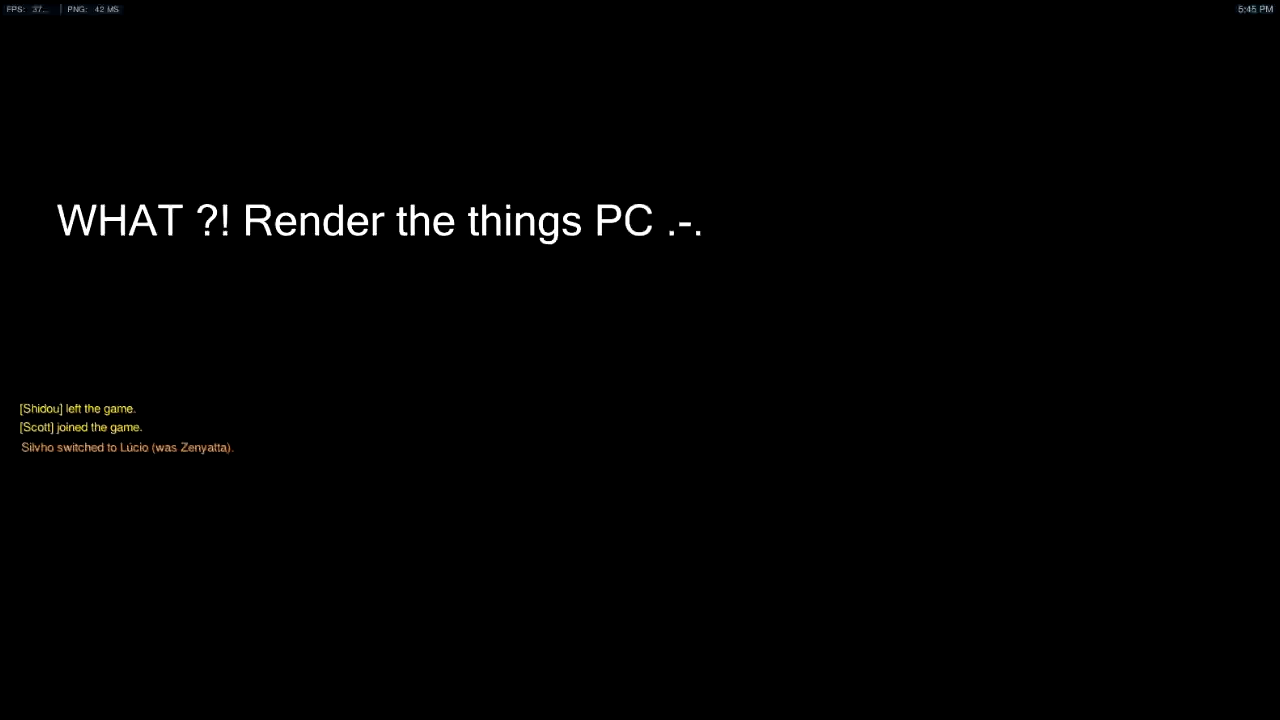 FPS: 37... | PNG: 42 MS
5:45 PM
WHAT ?! Render the things PC .-.
[Shidou] left the game.
[Scott] joined the game.
Silvho switched to Lúcio (was Zenyatta).